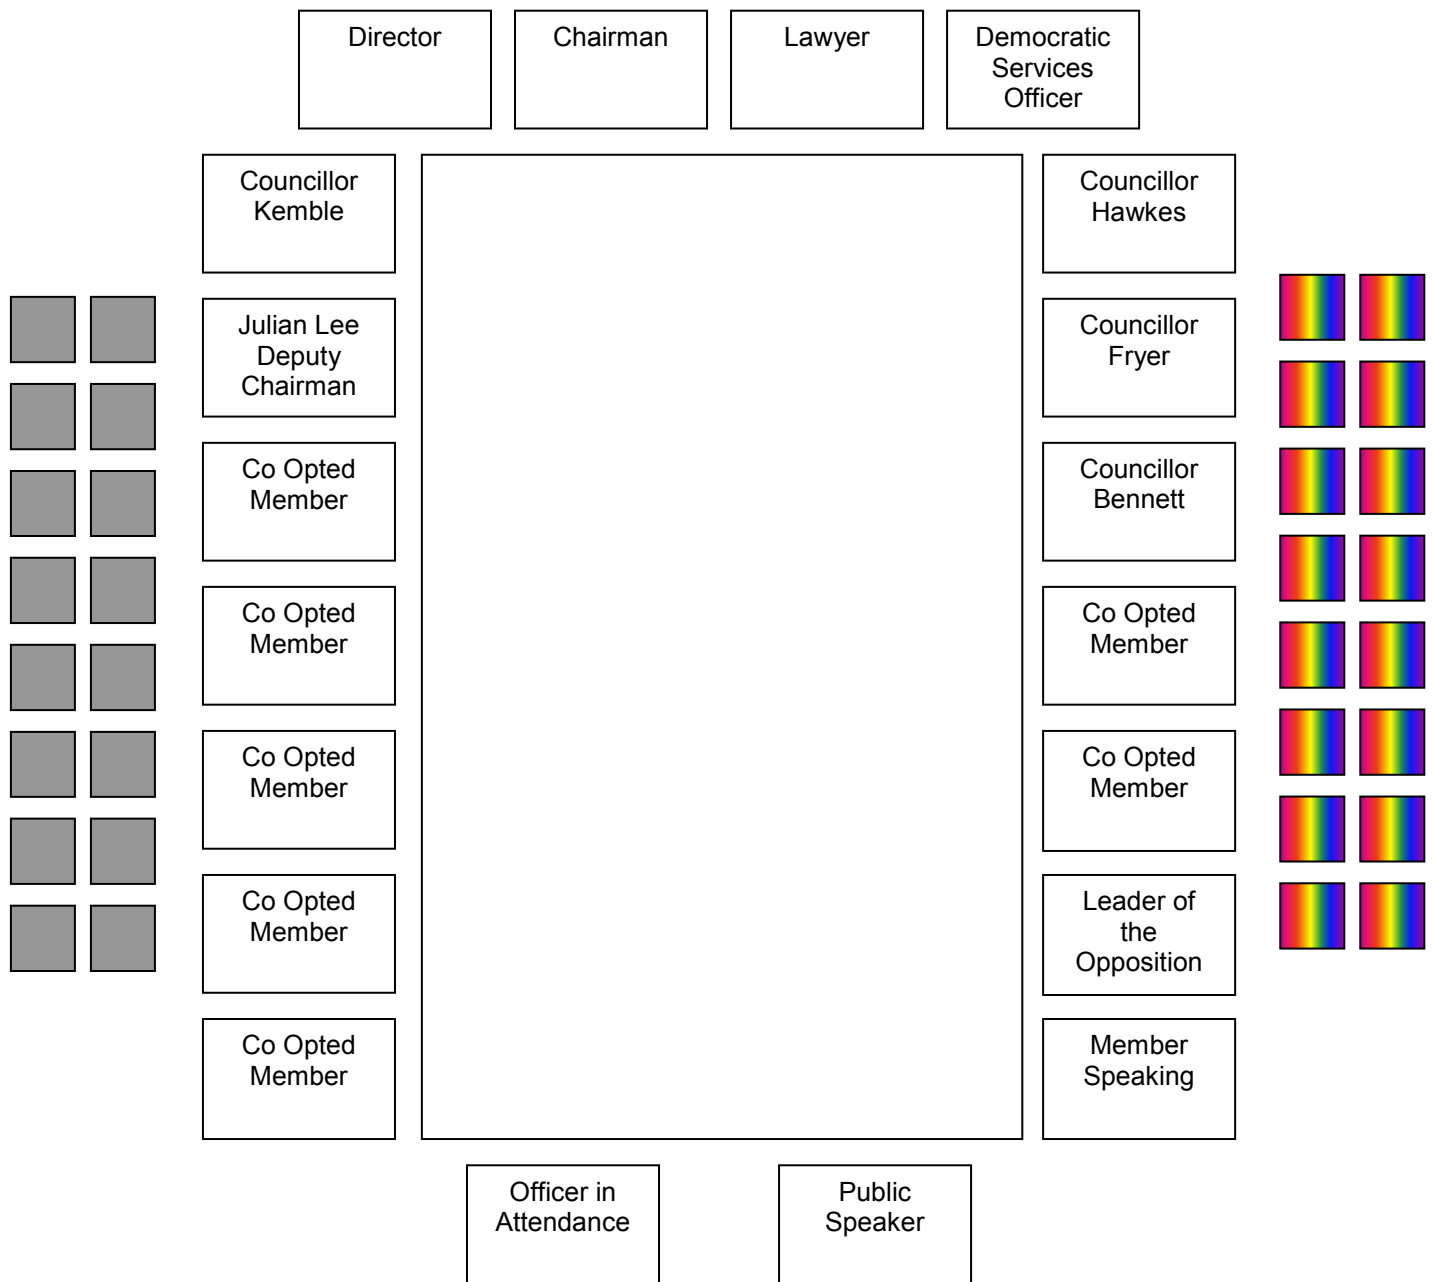 Director
Chairman
Lawyer
Democratic
Services
Officer
Councillor
Kemble
Councillor
Hawkes
Julian Lee
Deputy
Chairman
Councillor
Fryer
Co Opted
Member
Councillor
Bennett
Co Opted
Member
Co Opted
Member
Co Opted
Member
Co Opted
Member
Co Opted
Member
Leader of
the
Opposition
Co Opted
Member
Member
Speaking
Officer in
Attendance
Public
Speaker